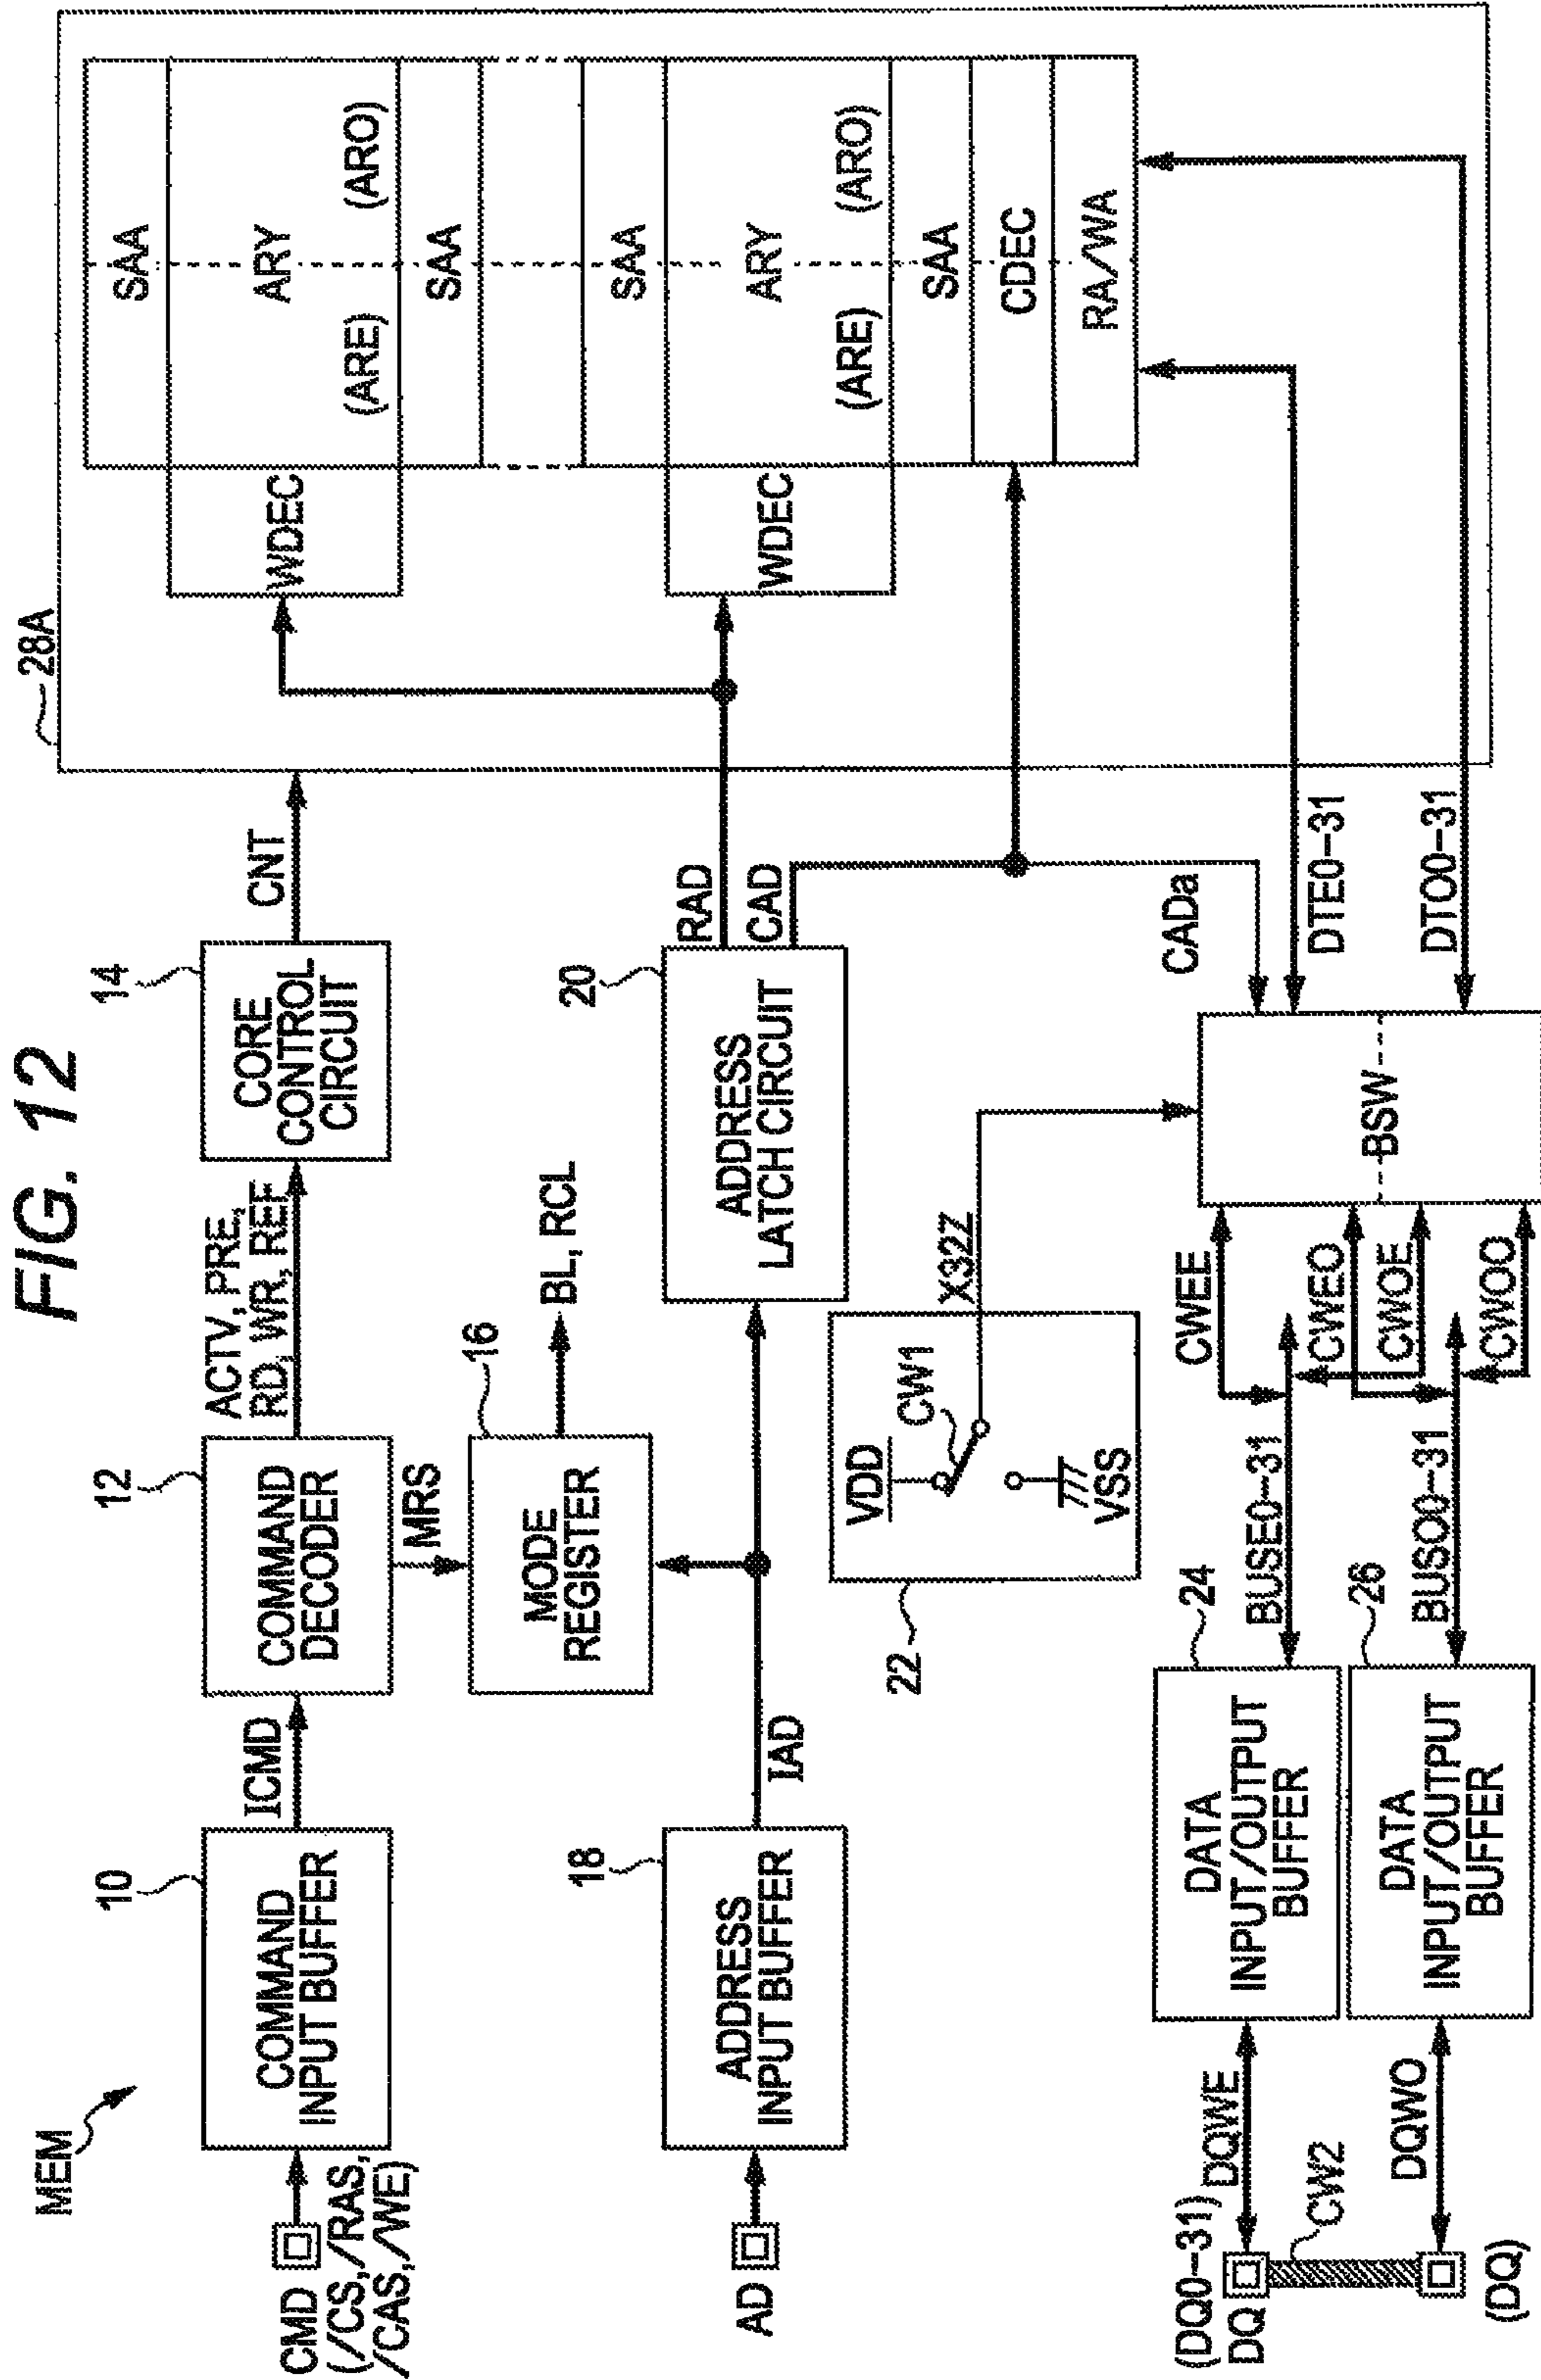 FIG. 12
MEM
CMD
(/CS,/RAS,
/CAS,/WE)
10
COMMAND
INPUT BUFFER
ICMD
12
COMMAND
DECODER
ACTV, PRE,
RD, WR, REF
14
CORE
CONTROL
CIRCUIT
CNT
28A
MRS
16
MODE
REGISTER
BL, RCL
AD
18
ADDRESS
INPUT BUFFER
IAD
20
ADDRESS
LATCH CIRCUIT
RAD
CAD
22
VDD
CW1
VSS
X32Z
CADa
WDEC
SAA
ARY
(ARE)
(ARO)
SAA
WDEC
SAA
ARY
(ARE)
(ARO)
SAA
CDEC
RA/WA
(DQ0-31)
DQ
DQWE
CW2
DQWO
(DQ)
24
DATA
INPUT/OUTPUT
BUFFER
26
DATA
INPUT/OUTPUT
BUFFER
BUSE0-31
BUSO0-31
CWEE
CWEO
CWOE
CWOO
BSW
DTE0-31
DTO0-31